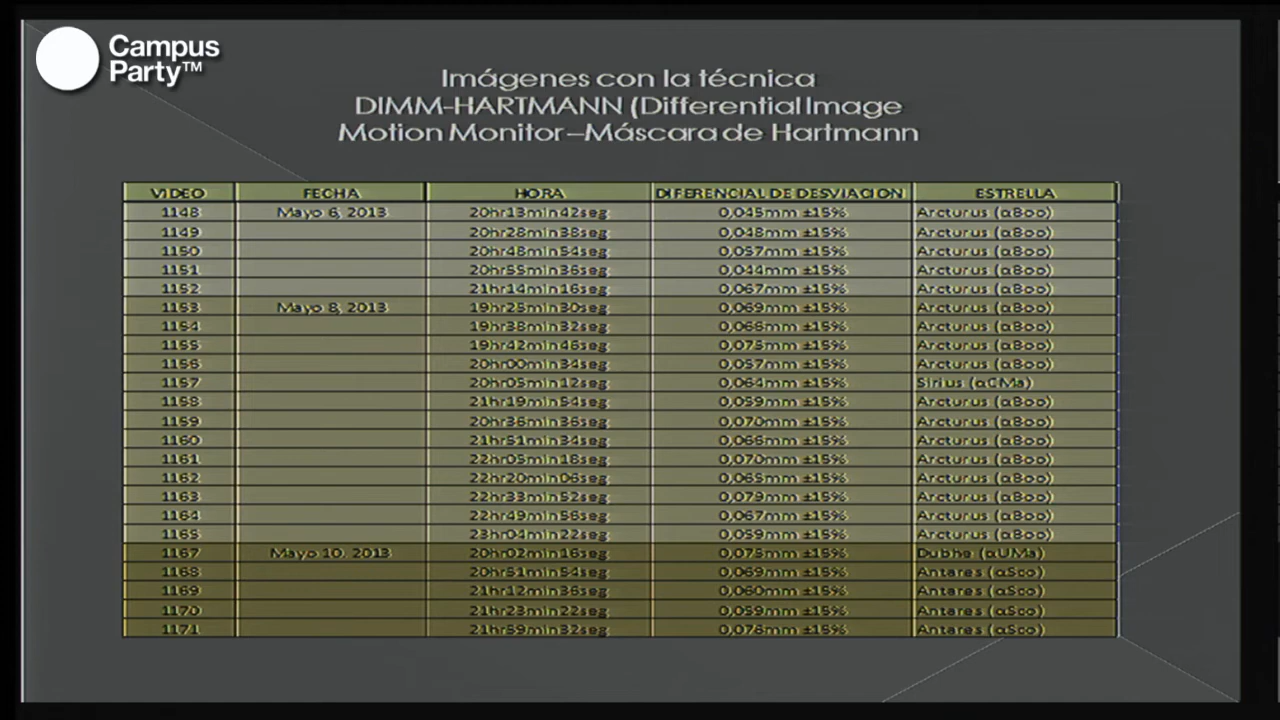 Campus
Party™
Imágenes con la técnica
DIMM-HARTMANN (Differential Image
Motion Monitor –Máscara de Hartmann
VIDEO FECHA HORA DIFERENCIAL DE DESVIACION ESTRELLA
1148 Mayo 6, 2013 20hr13min42seg 0,045mm ±15% Arcturus (αBoo)
1149 20hr28min38seg 0,048mm ±15% Arcturus (αBoo)
1150 20hr48min54seg 0,057mm ±15% Arcturus (αBoo)
1151 20hr55min36seg 0,044mm ±15% Arcturus (αBoo)
1152 21hr14min16seg 0,067mm ±15% Arcturus (αBoo)
1153 Mayo 8, 2013 19hr25min30seg 0,069mm ±15% Arcturus (αBoo)
1154 19hr38min32seg ±15% Arcturus (αBoo)
1155 19hr42min46seg 0,075mm ±15% Arcturus (αBoo)
1156 20hr00min34seg 0,057mm ±15% Arcturus (αBoo)
1157 20hr05min12seg 0,064mm ±15% Sirius (αCMa)
1158 21hr19min54seg 0,059mm ±15% Arcturus (αBoo)
1159 20hr36min36seg 0,070mm ±15% Arcturus (αBoo)
1160 21hr51min34seg ±15% Arcturus (αBoo)
1161 22hr05min18seg 0,070mm ±15% Arcturus (αBoo)
1162 22hr20min06seg 0,065mm ±15% Arcturus (αBoo)
1163 22hr33min52seg 0,079mm ±15% Arcturus (αBoo)
1164 22hr49min56seg 0,067mm ±15% Arcturus (αBoo)
1165 23hr04min22seg 0,059mm ±15% Arcturus (αBoo)
1167 Mayo 10, 2013 20hr02min16seg 0,075mm ±15% Dubhe (αUMa)
1168 20hr51min54seg 0,069mm ±15% Antares (αSco)
1169 21hr12min36seg 0,060mm ±15% Antares (αSco)
1170 21hr23min22seg 0,059mm ±15% Antares (αSco)
1171 21hr59min32seg 0,076mm ±15% Antares (αSco)